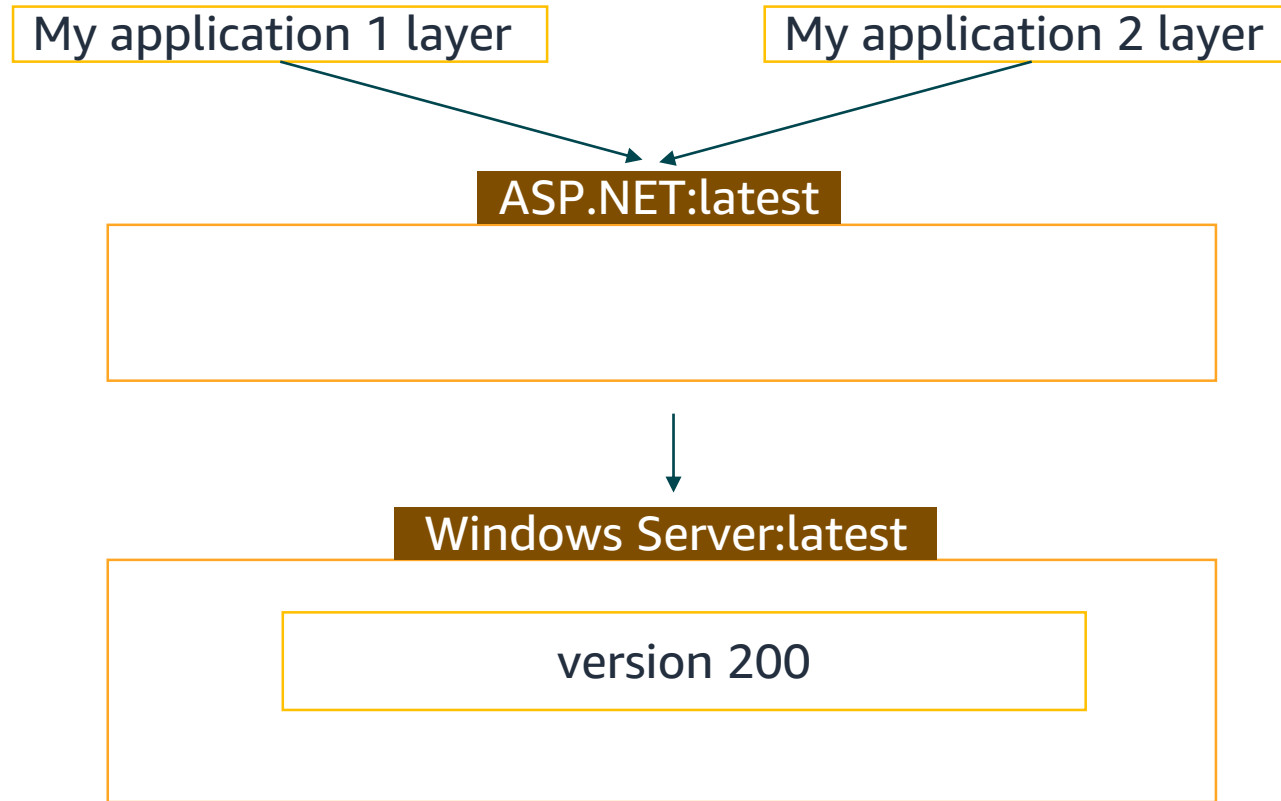 My application 1 layer
My application 2 layer
ASP.NET:latest
Windows Server:latest
version 200